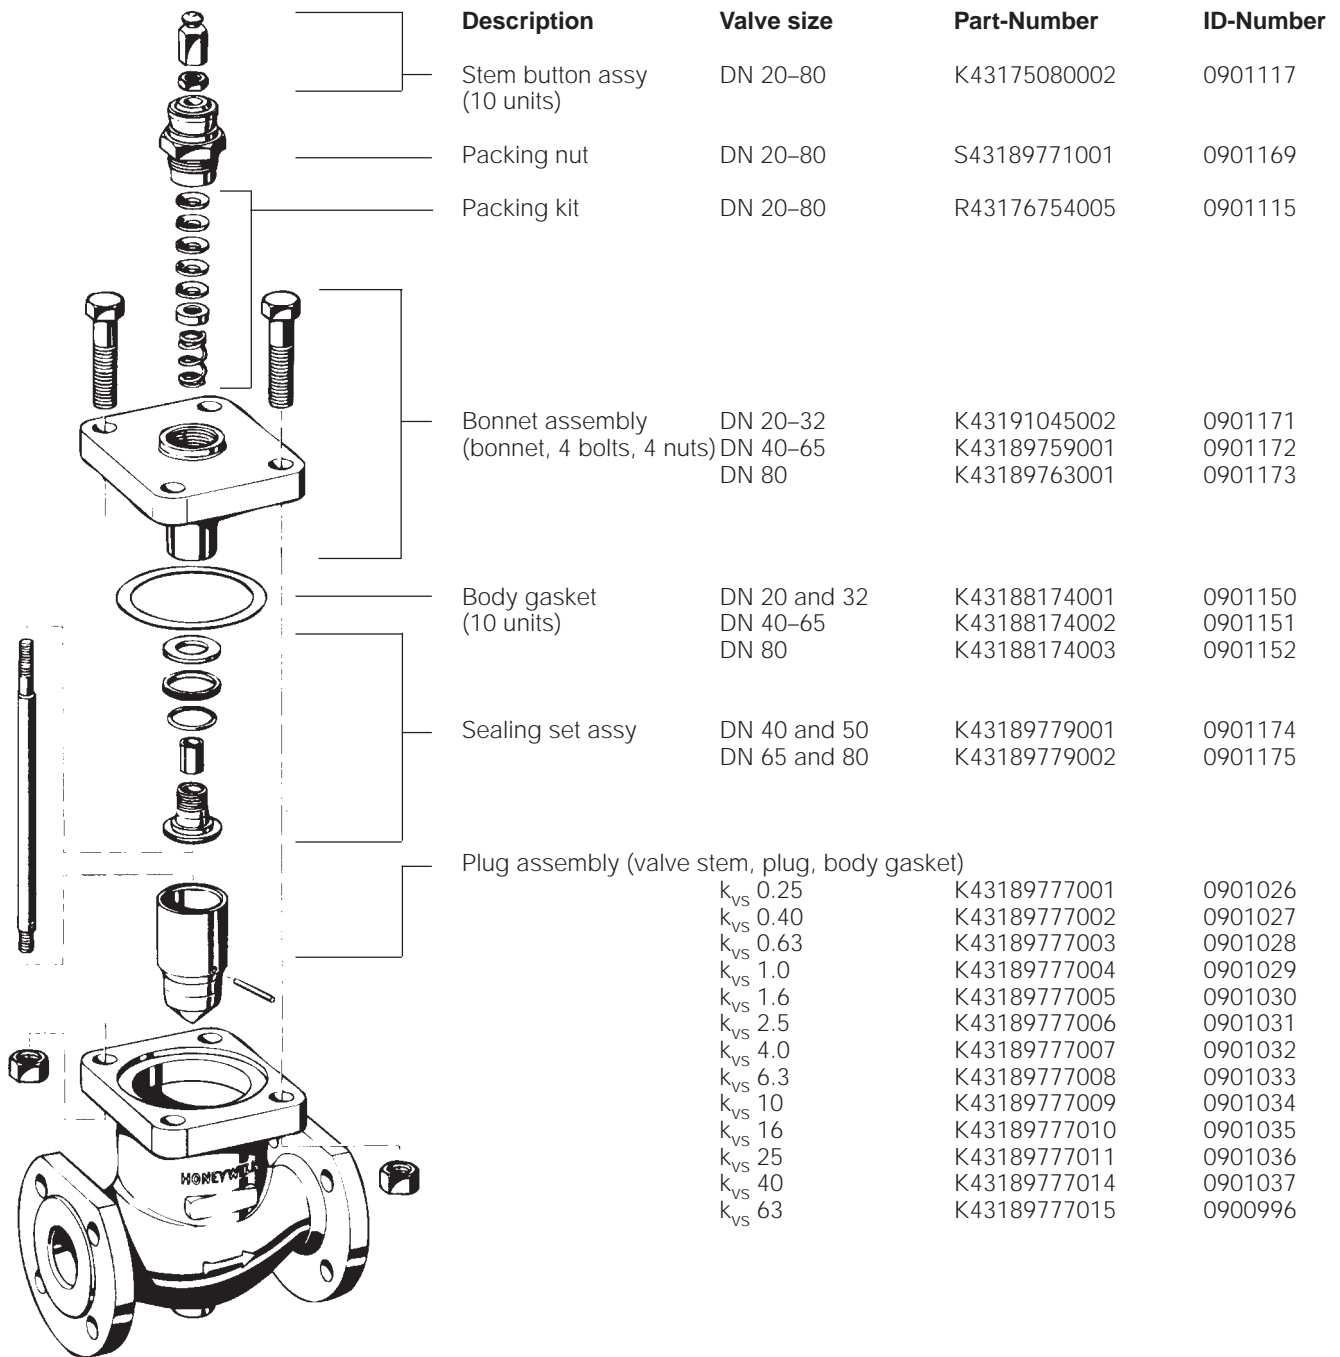 Description Valve size Part-Number ID-Number
Stem button assy DN 20–80 K43175080002 0901117
(10 units)
Packing nut DN 20–80 S43189771001 0901169
Packing kit DN 20–80 R43176754005 0901115
Bonnet assembly DN 20–32 K43191045002 0901171
(bonnet, 4 bolts, 4 nuts) DN 40–65 K43189759001 0901172
DN 80 K43189763001 0901173
Body gasket DN 20 and 32 K43188174001 0901150
(10 units) DN 40–65 K43188174002 0901151
DN 80 K43188174003 0901152
Sealing set assy DN 40 and 50 K43189779001 0901174
DN 65 and 80 K43189779002 0901175
Plug assembly (valve stem, plug, body gasket)
kvs 0.25 K43189777001 0901026
kvs 0.40 K43189777002 0901027
kvs 0.63 K43189777003 0901028
kvs 1.0 K43189777004 0901029
kvs 1.6 K43189777005 0901030
kvs 2.5 K43189777006 0901031
kvs 4.0 K43189777007 0901032
kvs 6.3 K43189777008 0901033
kvs 10 K43189777009 0901034
kvs 16 K43189777010 0901035
kvs 25 K43189777011 0901036
kvs 40 K43189777014 0901037
kvs 63 K43189777015 0900996
HONEYWELL